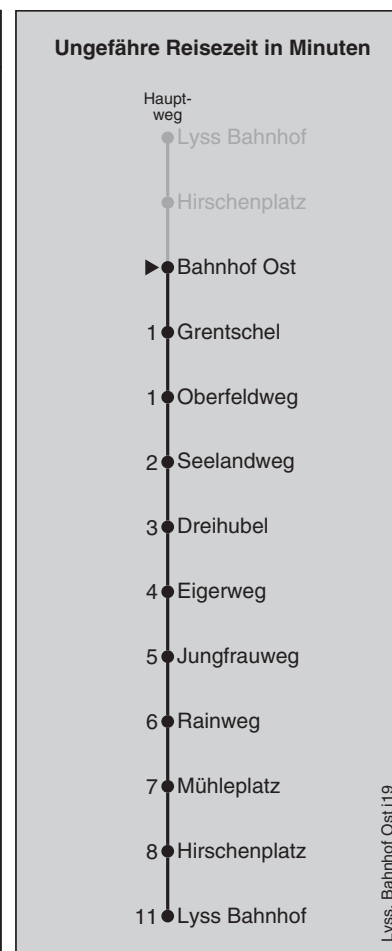 Ungefähre Reisezeit in Minuten
Haupt-
weg
Lyss Bahnhof
Hirschenplatz
Bahnhof Ost
1 Grentschel
1 Oberfeldweg
2 Seelandweg
3 Dreihubel
4 Eigerweg
5 Jungfrauweg
6 Rainweg
7 Mühleplatz
8 Hirschenplatz
11 Lyss Bahnhof
Lyss, Bahnhof Ost j19